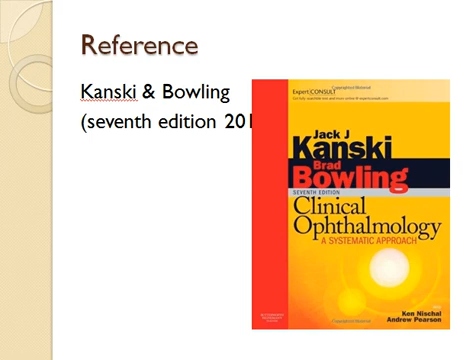 Reference
Kanski & Bowling
(seventh edition 201
Expert CONSULT
Jack J
Kanski
Brad
Bowling
SEVENTH EDITION
Clinical
Ophthalmology
A SYSTEMATIC APPROACH
Ken Nischal
Andrew Pearson